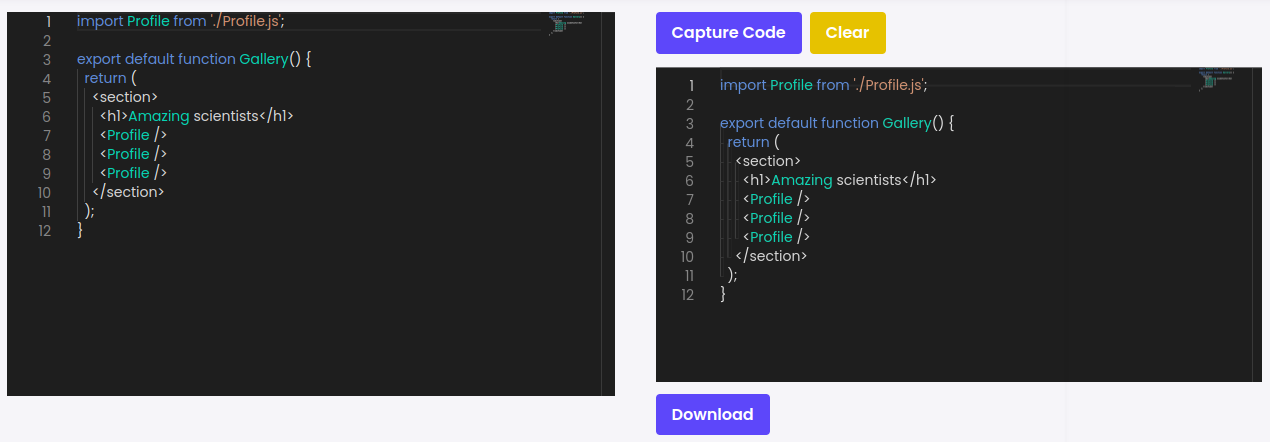 1 import Profile from './Profile.js';
2
3 export default function Gallery() {
4   return (
5     <section>
6       <h1>Amazing scientists</h1>
7       <Profile />
8       <Profile />
9       <Profile />
10     </section>
11   );
12 }
Capture Code
Clear
1 import Profile from './Profile.js';
2
3 export default function Gallery() {
4   return (
5     <section>
6       <h1>Amazing scientists</h1>
7       <Profile />
8       <Profile />
9       <Profile />
10     </section>
11   );
12 }
Download